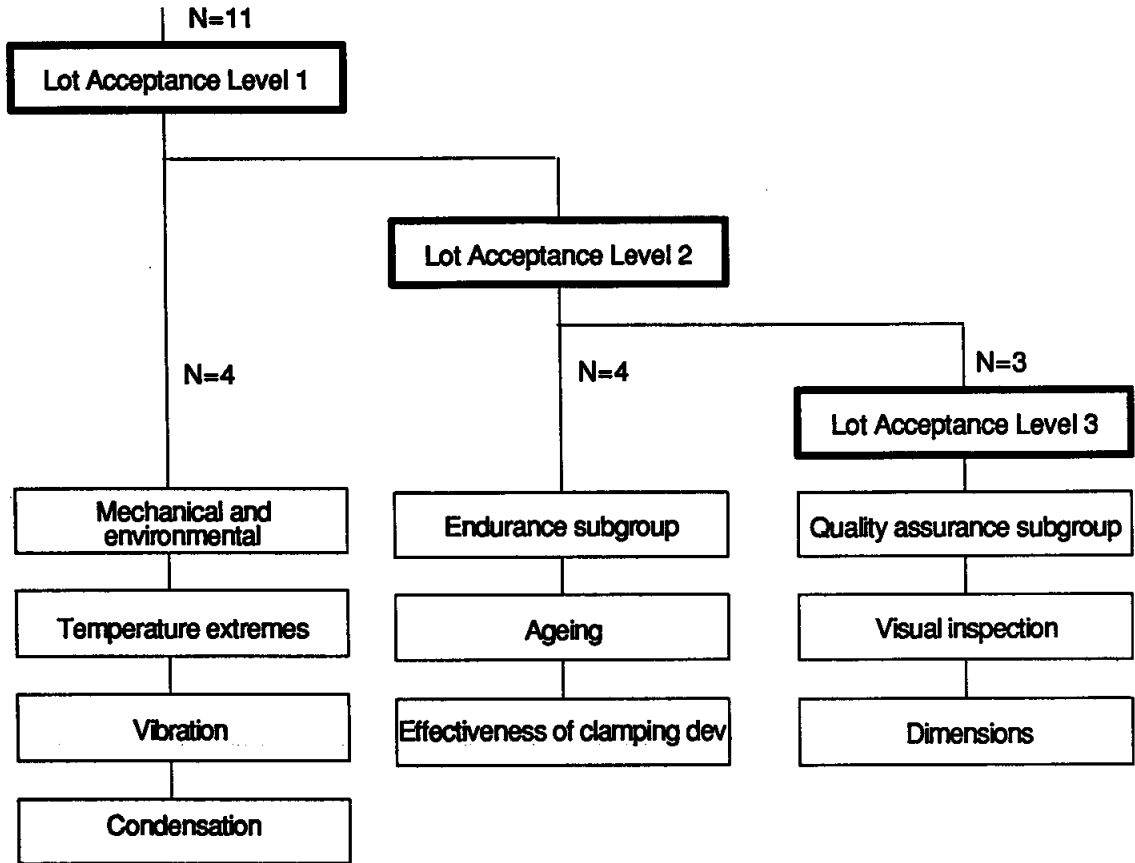 N=11
Lot Acceptance Level 1
Lot Acceptance Level 2
N=4
N=4
N=3
Lot Acceptance Level 3
Mechanical and
environmental
Endurance subgroup
Quality assurance subgroup
Temperature extremes
Ageing
Visual inspection
Vibration
Effectiveness of clamping dev
Dimensions
Condensation